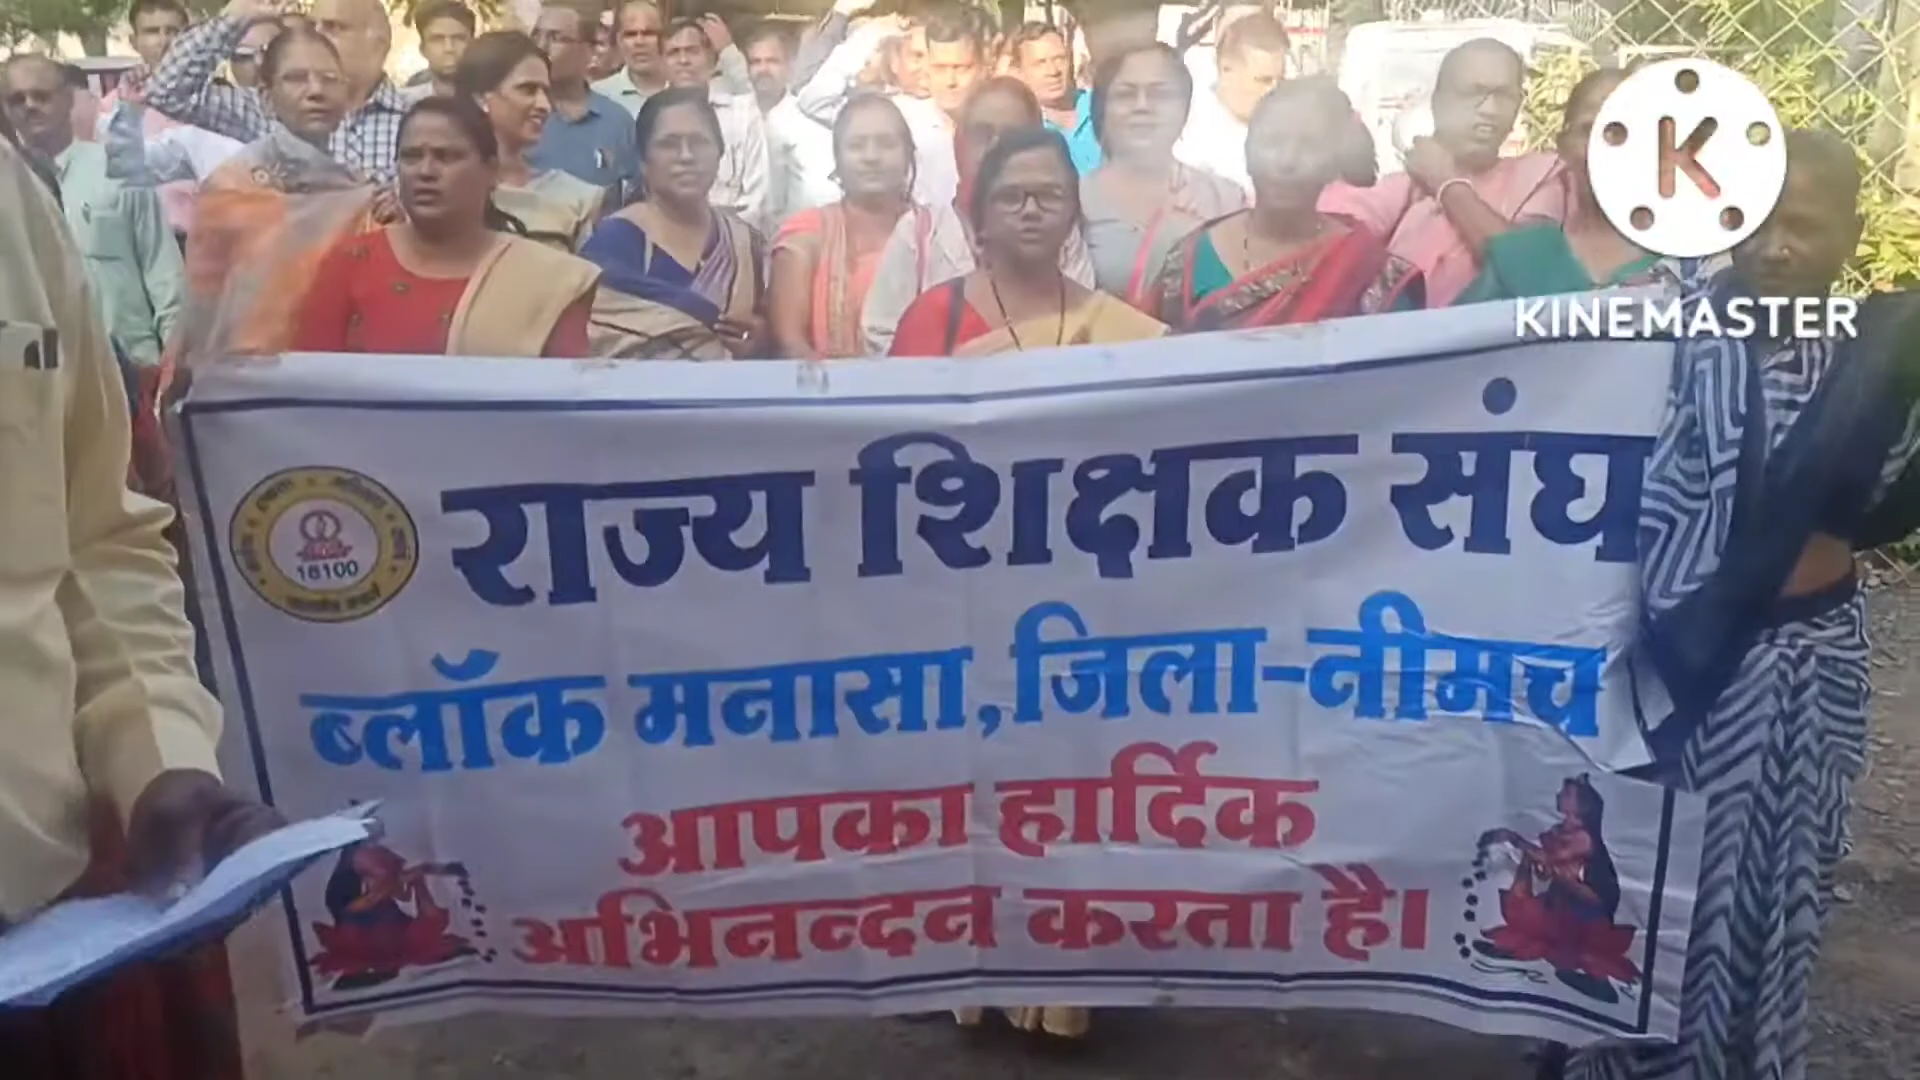 KINEMASTER
राज्य शिक्षक संघ
16100
ब्लॉक मनासा, जिला-नीमच
आपका हार्दिक
अभिनन्दन करता है।